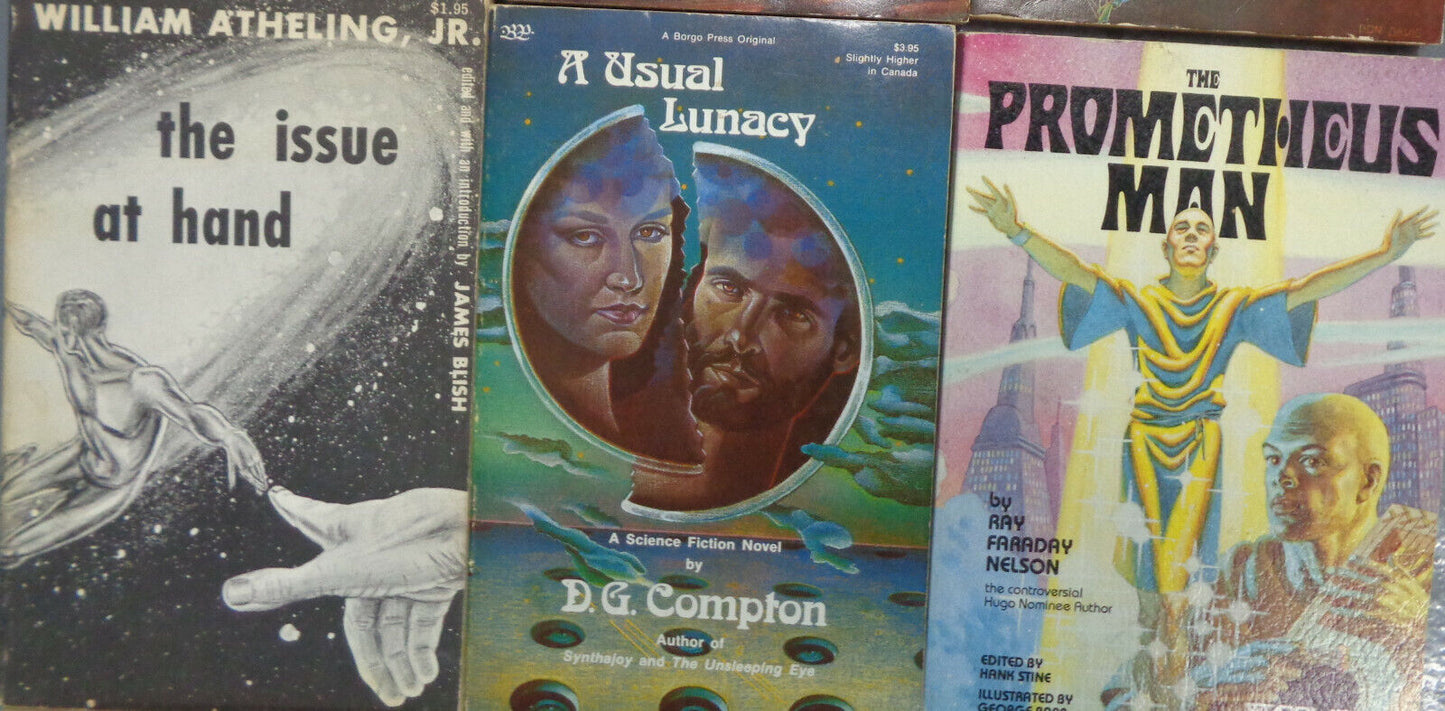 $1.95
WILLIAM ATHELING, JR.
the issue
at hand
edited and with an introduction by JAMES BLISH
BP
A Borgo Press Original
$3.95
Slightly Higher
in Canada
A Usual
Lunacy
A Science Fiction Novel
by
D.G. Compton
Author of
Synthajoy and The Unsleeping Eye
THE
PROMETHEUS
MAN
by
RAY
FARADAY
NELSON
the controversial
Hugo Nominee Author
EDITED BY
HANK STINE
ILLUSTRATED BY
GEORGE